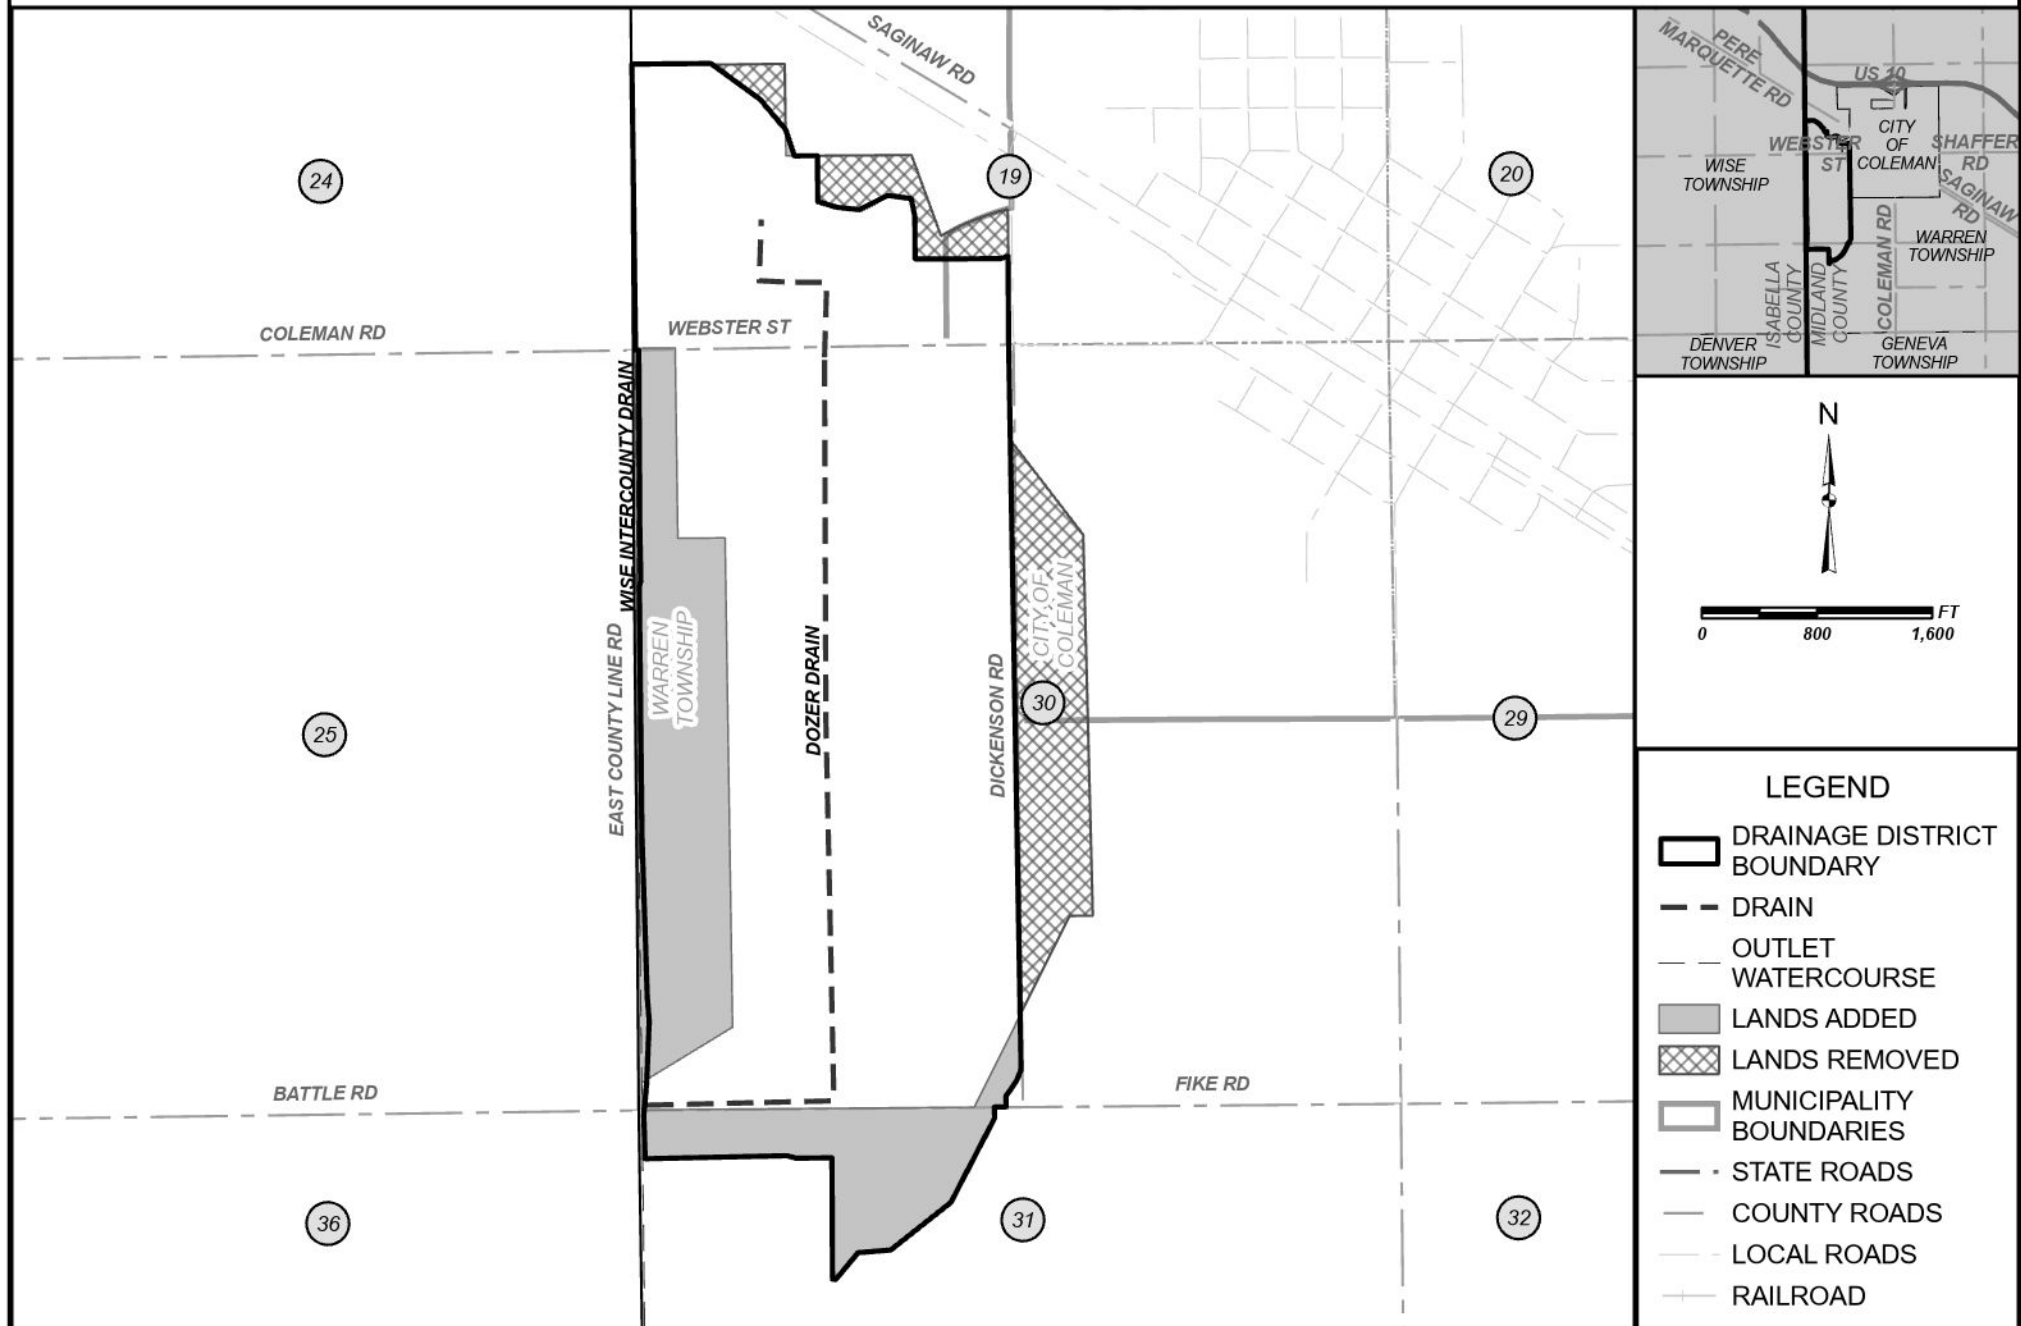 SAGINAW RD
24
19
20
COLEMAN RD
WEBSTER ST
WISE INTERCOUNTY DRAIN
EAST COUNTY LINE RD
WARREN
TOWNSHIP
DOZER DRAIN
DICKENSON RD
CITY OF
COLEMAN
25
30
29
BATTLE RD
FIKE RD
36
31
32
PERE
MARQUETTE RD
US 10
CITY
OF
COLEMAN
WEBSTER
ST
SHAFFER
RD
WISE
TOWNSHIP
SAGINAW
RD
WARREN
TOWNSHIP
COLEMAN RD
ISABELLA
COUNTY
MIDLAND
COUNTY
DENVER
TOWNSHIP
GENEVA
TOWNSHIP
N
FT
0 800 1,600
LEGEND
DRAINAGE DISTRICT
BOUNDARY
DRAIN
OUTLET
WATERCOURSE
LANDS ADDED
LANDS REMOVED
MUNICIPALITY
BOUNDARIES
STATE ROADS
COUNTY ROADS
LOCAL ROADS
RAILROAD